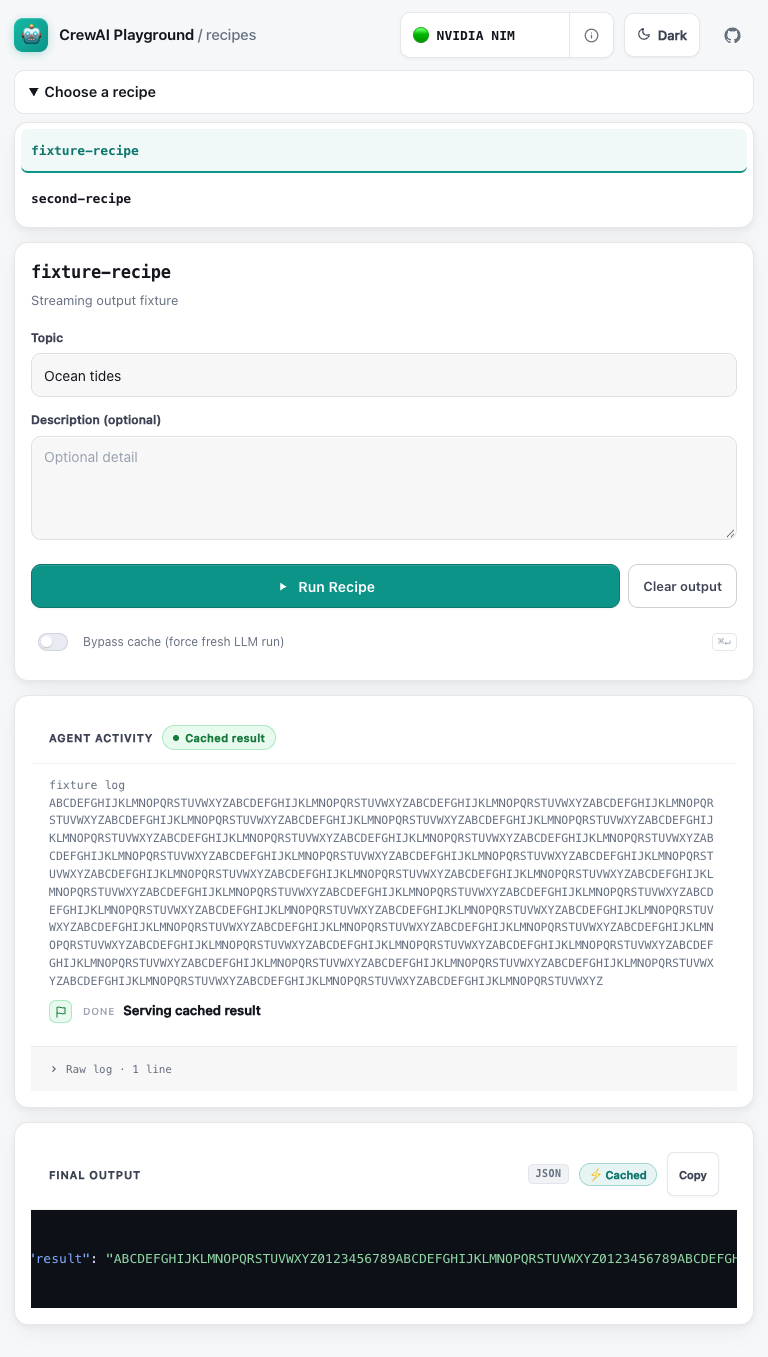 CrewAI Playground / recipes
NVIDIA NIM
Dark
Choose a recipe
fixture-recipe
second-recipe
fixture-recipe
Streaming output fixture
Topic
Ocean tides
Description (optional)
Optional detail
Run Recipe
Clear output
Bypass cache (force fresh LLM run)
⌘↵
AGENT ACTIVITY
Cached result
fixture log
ABCDEFGHIJKLMNOPQRSTUVWXYZABCDEFGHIJKLMNOPQRSTUVWXYZABCDEFGHIJKLMNOPQRSTUVWXYZABCDEFGHIJKLMNOPQR
STUVWXYZABCDEFGHIJKLMNOPQRSTUVWXYZABCDEFGHIJKLMNOPQRSTUVWXYZABCDEFGHIJKLMNOPQRSTUVWXYZABCDEFGHIJ
KLMNOPQRSTUVWXYZABCDEFGHIJKLMNOPQRSTUVWXYZABCDEFGHIJKLMNOPQRSTUVWXYZABCDEFGHIJKLMNOPQRSTUVWXYZAB
CDEFGHIJKLMNOPQRSTUVWXYZABCDEFGHIJKLMNOPQRSTUVWXYZABCDEFGHIJKLMNOPQRSTUVWXYZABCDEFGHIJKLMNOPQRST
UVWXYZABCDEFGHIJKLMNOPQRSTUVWXYZABCDEFGHIJKLMNOPQRSTUVWXYZABCDEFGHIJKLMNOPQRSTUVWXYZABCDEFGHIJKL
MNOPQRSTUVWXYZABCDEFGHIJKLMNOPQRSTUVWXYZABCDEFGHIJKLMNOPQRSTUVWXYZABCDEFGHIJKLMNOPQRSTUVWXYZABCD
EFGHIJKLMNOPQRSTUVWXYZABCDEFGHIJKLMNOPQRSTUVWXYZABCDEFGHIJKLMNOPQRSTUVWXYZABCDEFGHIJKLMNOPQRSTUV
WXYZABCDEFGHIJKLMNOPQRSTUVWXYZABCDEFGHIJKLMNOPQRSTUVWXYZABCDEFGHIJKLMNOPQRSTUVWXYZABCDEFGHIJKLMN
OPQRSTUVWXYZABCDEFGHIJKLMNOPQRSTUVWXYZABCDEFGHIJKLMNOPQRSTUVWXYZABCDEFGHIJKLMNOPQRSTUVWXYZABCDEF
GHIJKLMNOPQRSTUVWXYZABCDEFGHIJKLMNOPQRSTUVWXYZABCDEFGHIJKLMNOPQRSTUVWXYZABCDEFGHIJKLMNOPQRSTUVWX
YZABCDEFGHIJKLMNOPQRSTUVWXYZABCDEFGHIJKLMNOPQRSTUVWXYZABCDEFGHIJKLMNOPQRSTUVWXYZ
DONE Serving cached result
Raw log · 1 line
FINAL OUTPUT
JSON
⚡ Cached
Copy
"result": "ABCDEFGHIJKLMNOPQRSTUVWXYZ0123456789ABCDEFGHIJKLMNOPQRSTUVWXYZ0123456789ABCDEFGH